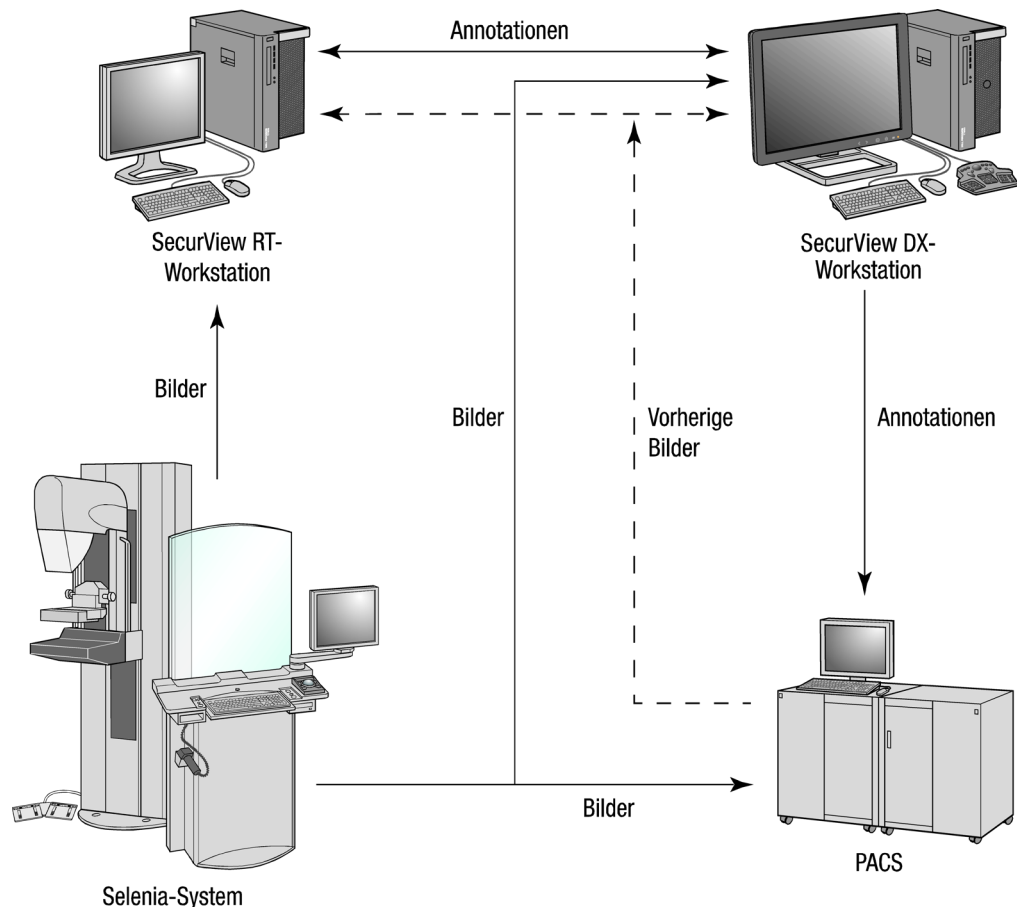 Annotationen
SecurView RT-
Workstation
SecurView DX-
Workstation
Bilder
Bilder
Vorherige
Bilder
Annotationen
Bilder
PACS
Selenia-System